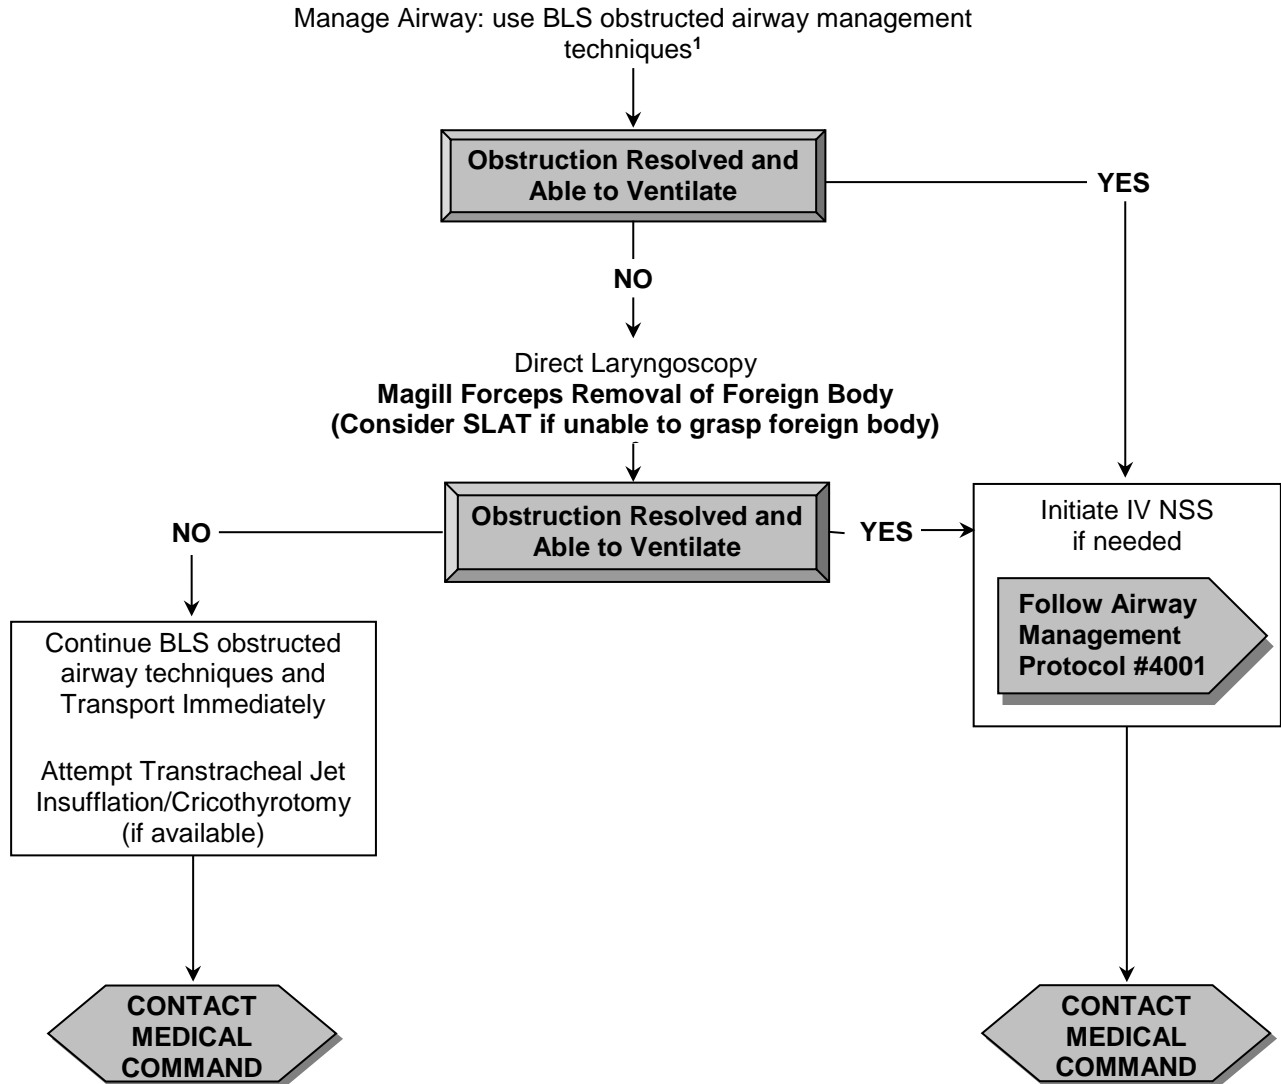 Manage Airway: use BLS obstructed airway management
techniques¹
Obstruction Resolved and
Able to Ventilate
YES
NO
Direct Laryngoscopy
Magill Forceps Removal of Foreign Body
(Consider SLAT if unable to grasp foreign body)
Obstruction Resolved and
Able to Ventilate
NO
YES
Initiate IV NSS
if needed
Follow Airway
Management
Protocol #4001
Continue BLS obstructed
airway techniques and
Transport Immediately
Attempt Transtracheal Jet
Insufflation/Cricothyrotomy
(if available)
CONTACT
MEDICAL
COMMAND
CONTACT
MEDICAL
COMMAND